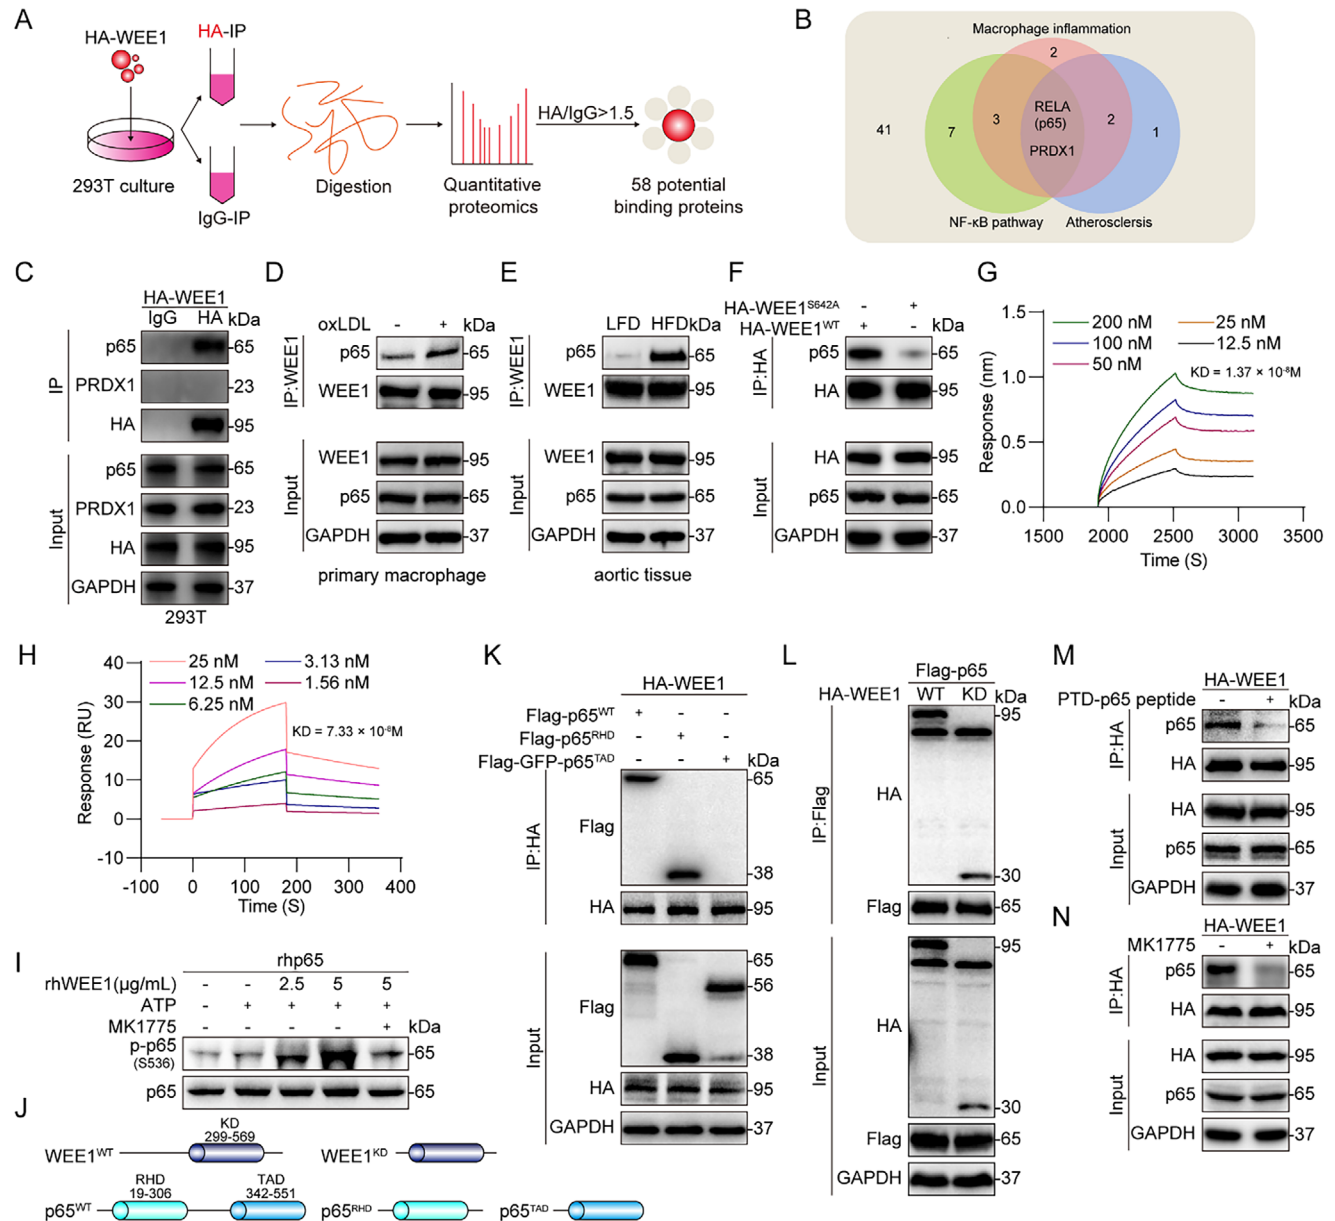 A
HA-WEE1
HA-IP
293T culture
IgG-IP
Digestion
Quantitative
proteomics
HA/IgG>1.5
58 potential
binding proteins
B
Macrophage inflammation
2
41
7
3
RELA
(p65)
PRDX1
2
1
NF-κB pathway
Atherosclersis
C
HA-WEE1
IgG HA kDa
IP
p65 -65
PRDX1 -23
HA -95
Input
p65 -65
PRDX1 -23
HA -95
GAPDH -37
293T
D
oxLDL - + kDa
IP:WEE1
p65 -65
WEE1 -95
Input
WEE1 -95
p65 -65
GAPDH -37
primary macrophage
E
LFD HFD kDa
IP:WEE1
p65 -65
WEE1 -95
Input
WEE1 -95
p65 -65
GAPDH -37
aortic tissue
F
HA-WEE1S642A - +
HA-WEE1WT + - kDa
IP:HA
p65 -65
HA -95
Input
HA -95
p65 -65
GAPDH -37
G
Response (nm)
1.5
1.0
0.5
0.0
200 nM
100 nM
50 nM
25 nM
12.5 nM
KD = 1.37 × 10-8M
1500 2000 2500 3000 3500
Time (S)
H
Response (RU)
40
30
20
10
0
-10
25 nM
12.5 nM
6.25 nM
3.13 nM
1.56 nM
KD = 7.33 × 10-8M
-100 0 100 200 300 400
Time (S)
I
rhp65
rhWEE1(μg/mL) - - 2.5 5 5
ATP - + + + +
MK1775 - - - - + kDa
p-p65
(S536)
-65
p65 -65
J
KD
299-569
WEE1WT
WEE1KD
RHD
19-306
TAD
342-551
p65WT
p65RHD
p65TAD
K
HA-WEE1
Flag-p65WT + - -
Flag-p65RHD - + -
Flag-GFP-p65TAD - - + kDa
IP:HA
Flag
-65
-38
HA -95
Input
Flag
-65
-56
-38
HA -95
GAPDH -37
L
Flag-p65
HA-WEE1 WT KD kDa
IP:Flag
HA
-95
-30
Flag -65
Input
HA
-95
-30
Flag -65
GAPDH -37
M
HA-WEE1
PTD-p65 peptide - + kDa
IP:HA
p65 -65
HA -95
Input
HA -95
p65 -65
GAPDH -37
N
HA-WEE1
MK1775 - + kDa
IP:HA
p65 -65
HA -95
Input
HA -95
p65 -65
GAPDH -37